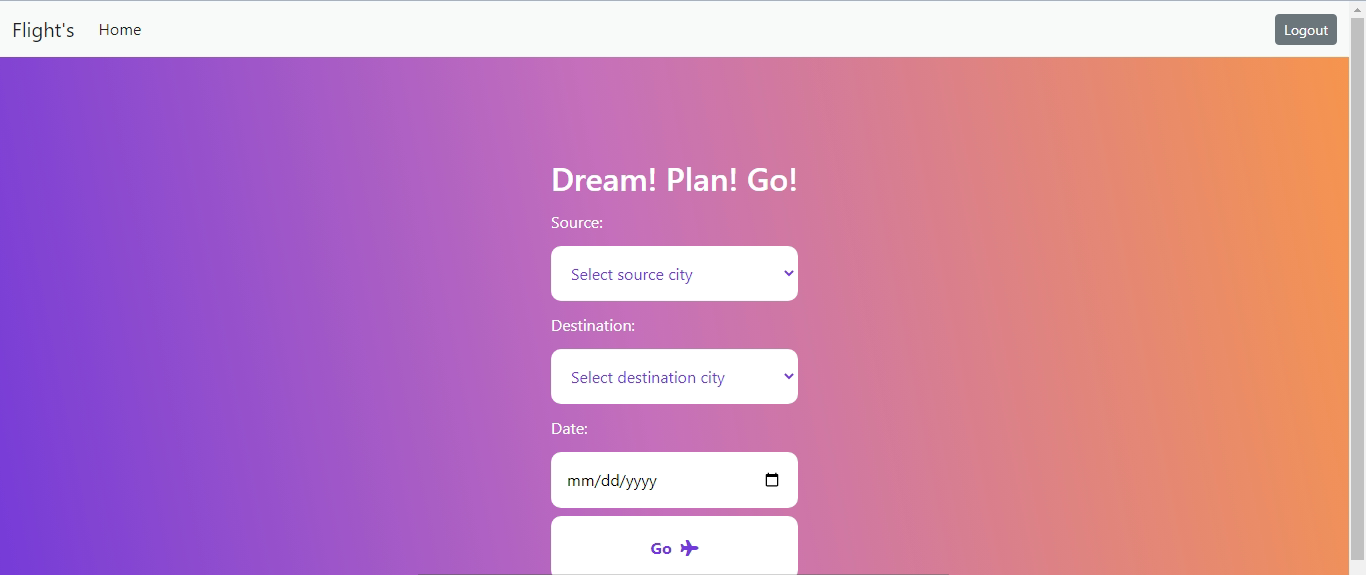 Flight's Home Logout
Dream! Plan! Go!
Source:
Select source city
Destination:
Select destination city
Date:
mm/dd/yyyy
Go